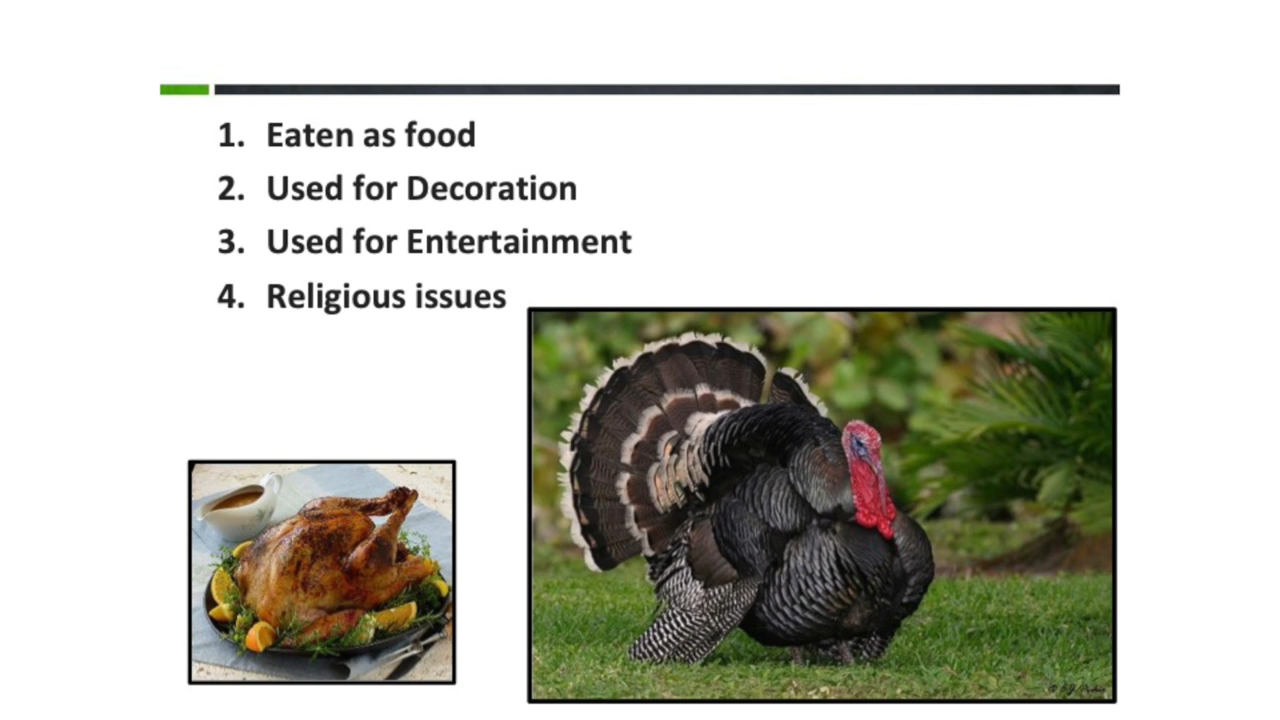 1. Eaten as food
2. Used for Decoration
3. Used for Entertainment
4. Religious issues